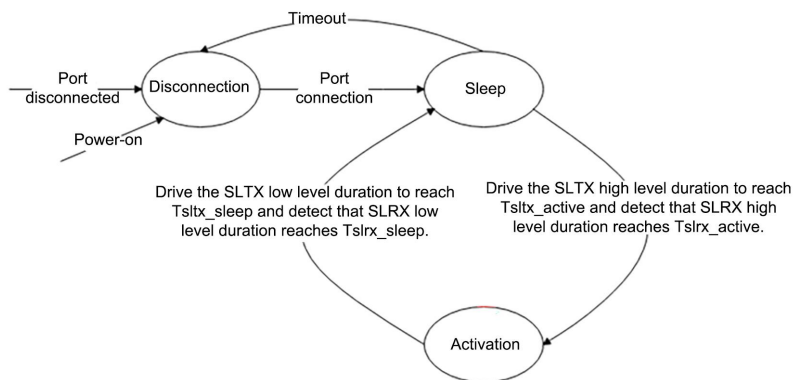 Timeout
Port
disconnected
Disconnection
Port
connection
Sleep
Power-on
Drive the SLTX low level duration to reach
Tsltx_sleep and detect that SLRX low
level duration reaches Tslrx_sleep.
Drive the SLTX high level duration to reach
Tsltx_active and detect that SLRX high
level duration reaches Tslrx_active.
Activation